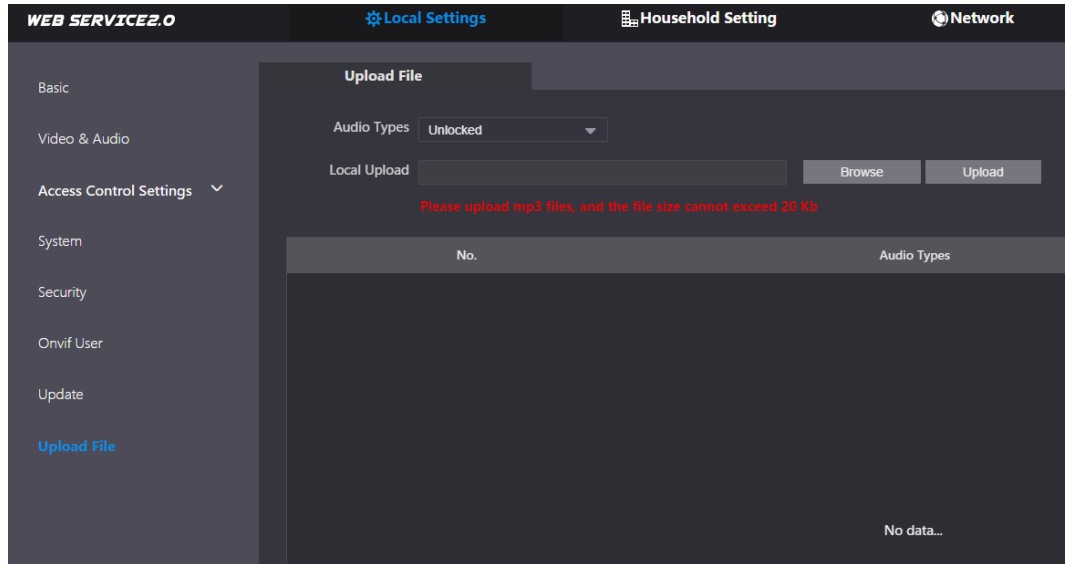 WEB SERVICE2.0
Local Settings
Household Setting
Network
Basic
Video & Audio
Access Control Settings
System
Security
Onvif User
Update
Upload File
Upload File
Audio Types Unlocked
Local Upload Browse Upload
Please upload mp3 files, and the file size cannot exceed 20 Kb
No. Audio Types
No data...